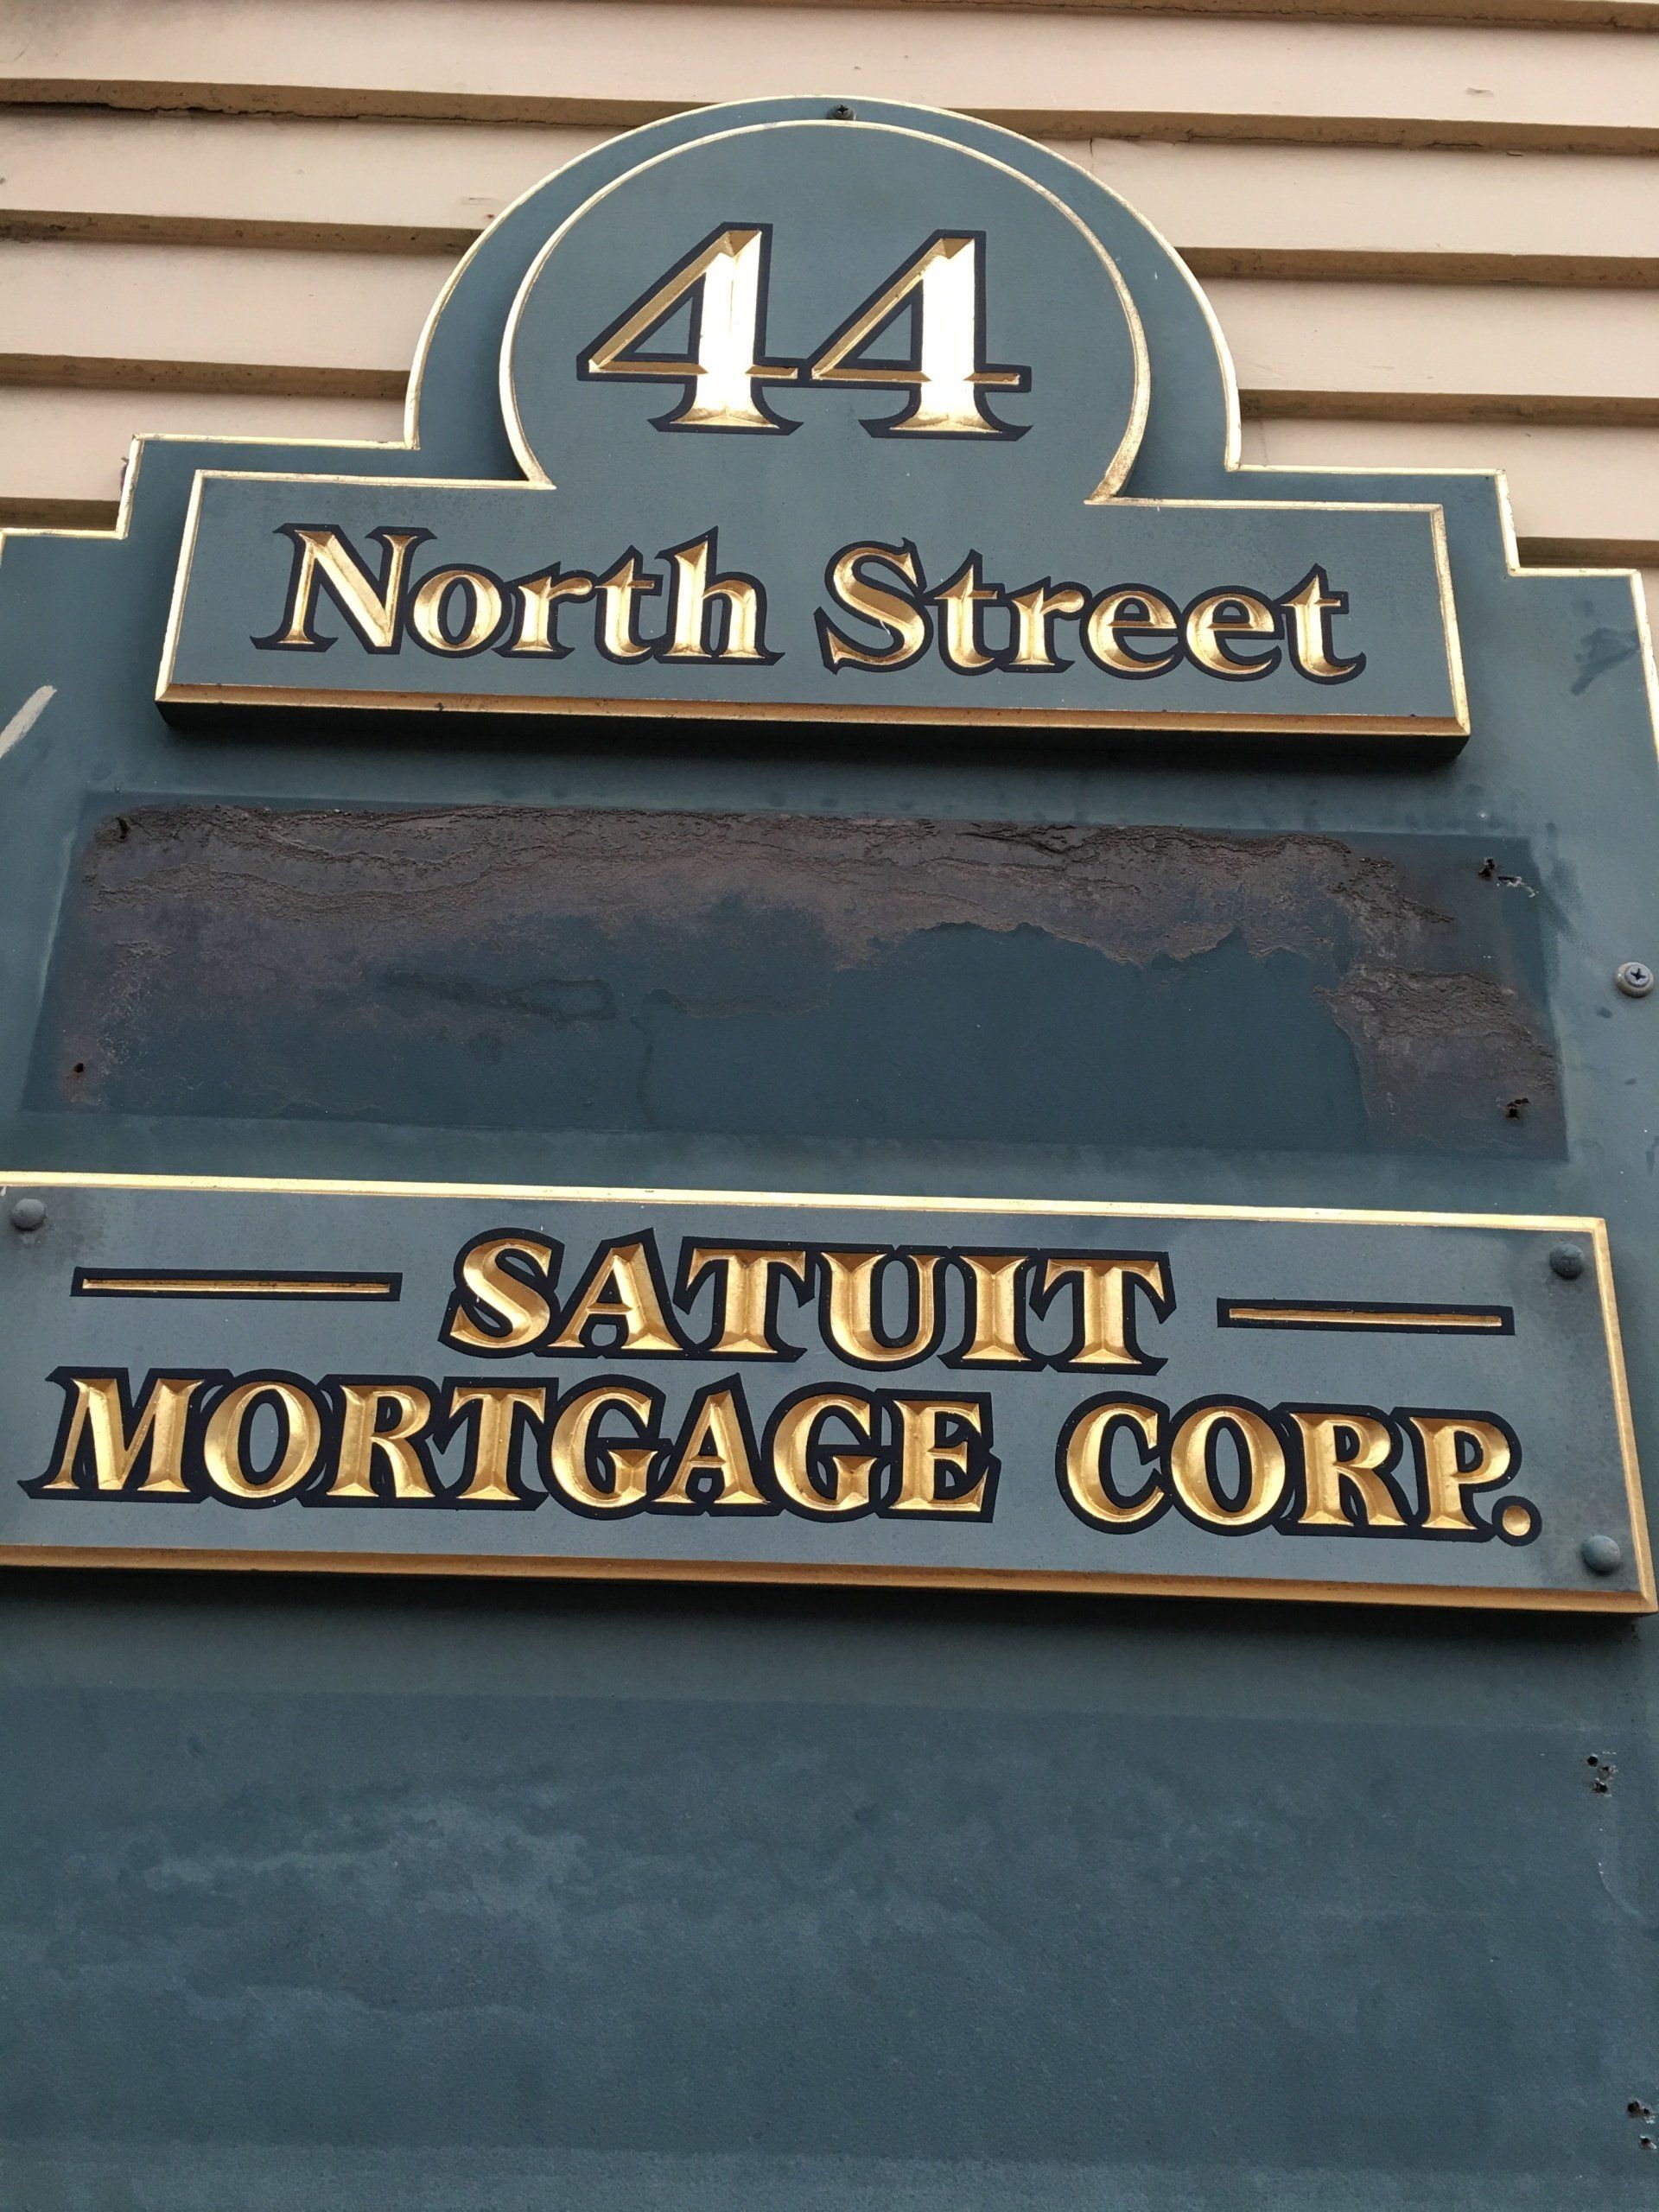 44
North Street
SATUIT
MORTGAGE CORP.